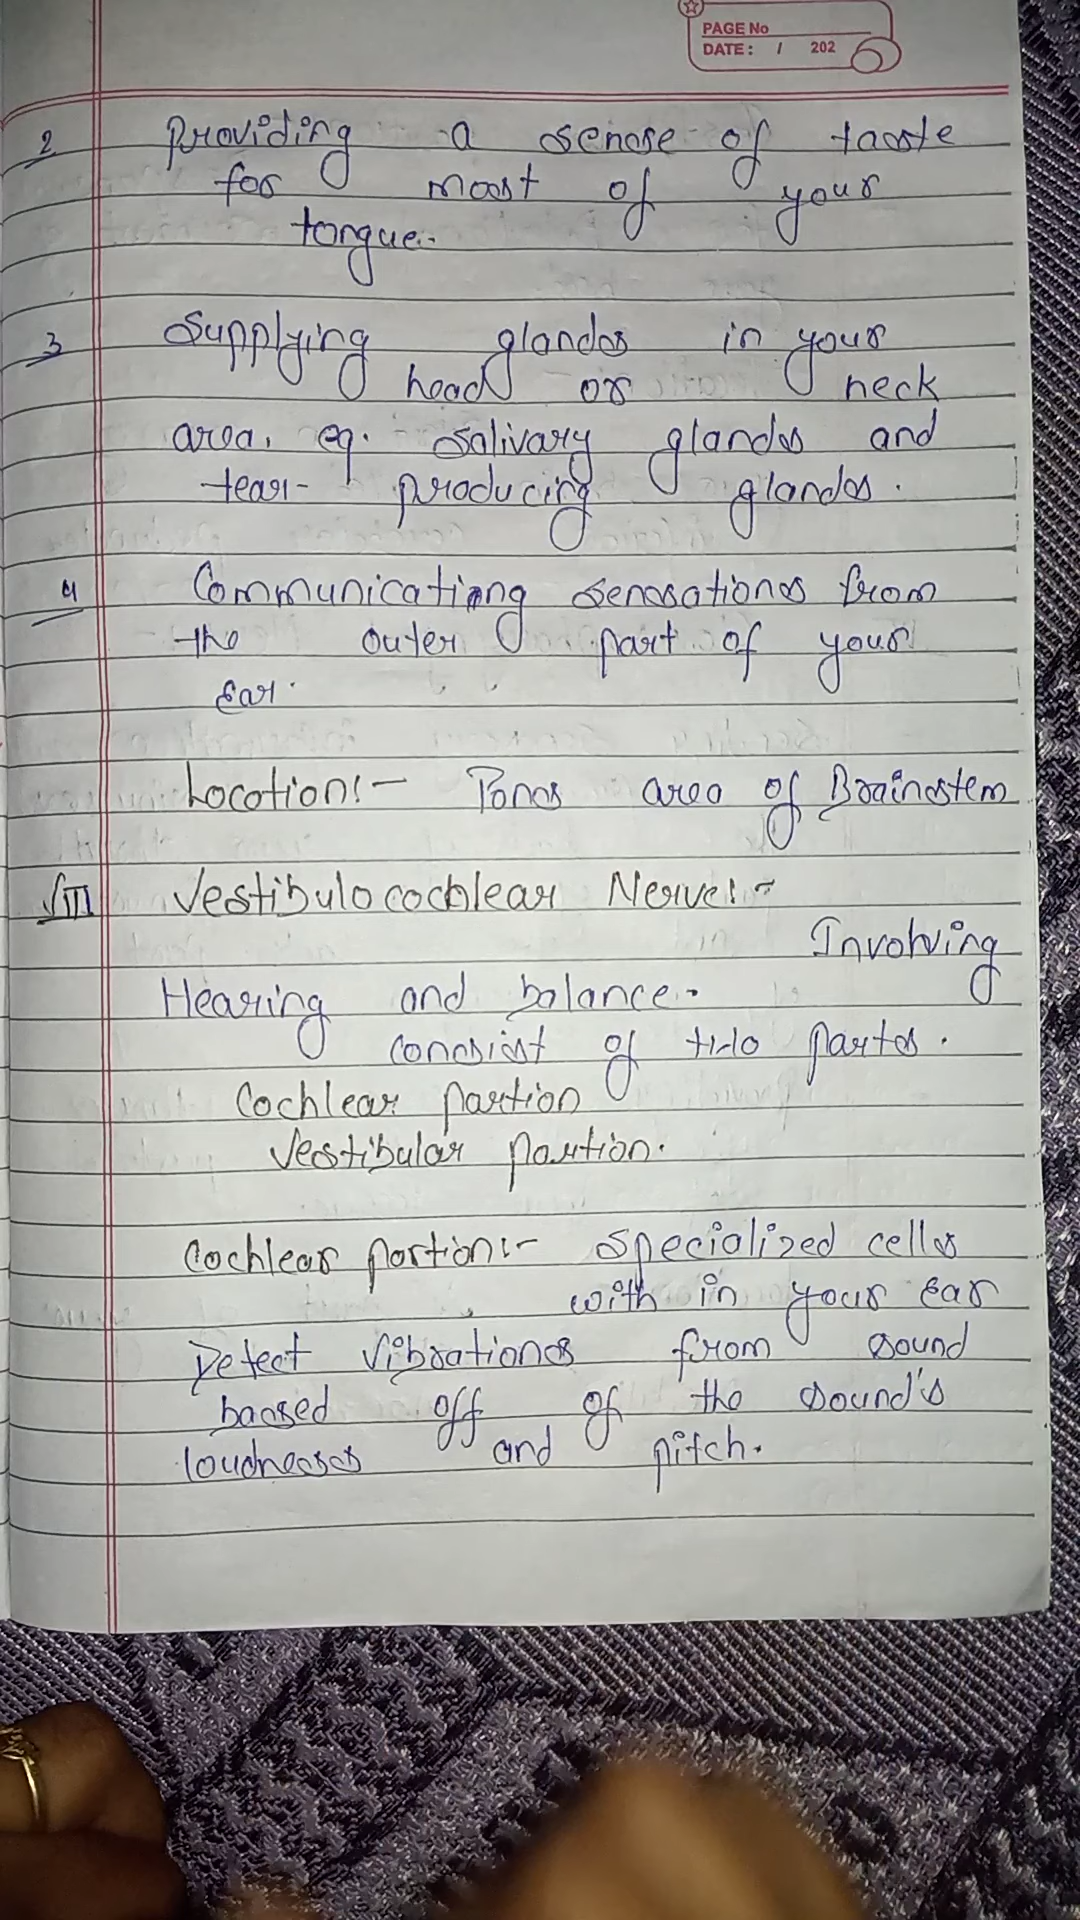 PAGE No
DATE: / 202
2 Providing a sense of taste
for most of your
tongue.
3 Supplying glands in your
head or neck
area, eg. salivary glands and
tear- producing glands.
4 Communicating sensations from
the outer part of your
Ear.
Location:- Pons area of Brainstem
VIII Vestibulocochlear Nerve:-
Involving
Hearing and balance.
consist of two parts.
Cochlear portion
Vestibular portion.
Cochlear portion:- Specialized cells
with in your Ear
Detect Vibrations from sound
based off of the sound's
loudness and pitch.